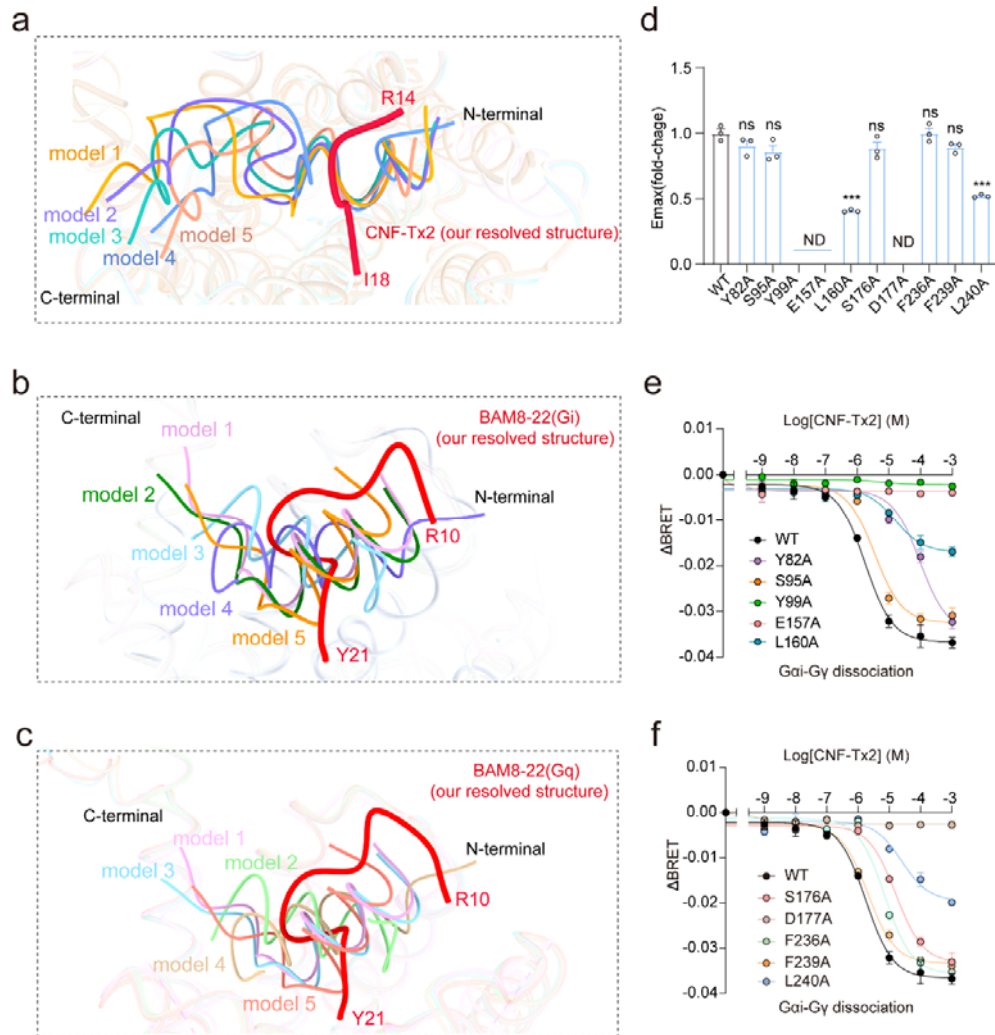 a
R14
N-terminal
model 1
model 2
model 3
model 5
model 4
CNF-Tx2 (our resolved structure)
I18
C-terminal
b
C-terminal
model 1
BAM8-22(Gi)
(our resolved structure)
model 2
N-terminal
model 3
R10
model 4
model 5
Y21
c
BAM8-22(Gq)
(our resolved structure)
C-terminal
model 1
model 2
model 3
N-terminal
R10
model 4
model 5
Y21
d
Emax(fold-chage)
1.5
1.0
0.5
0.0
ns
ns
ND
***
ns
ND
ns
ns
***
WT
Y82A
S95A
Y99A
E157A
L160A
S176A
D177A
F236A
F239A
L240A
e
Log[CNF-Tx2] (M)
-9 -8 -7 -6 -5 -4 -3
0.01
0.00
-0.01
-0.02
-0.03
-0.04
ΔBRET
WT
Y82A
S95A
Y99A
E157A
L160A
Gαi-Gγ dissociation
f
Log[CNF-Tx2] (M)
-9 -8 -7 -6 -5 -4 -3
0.01
0.00
-0.01
-0.02
-0.03
-0.04
ΔBRET
WT
S176A
D177A
F236A
F239A
L240A
Gαi-Gγ dissociation